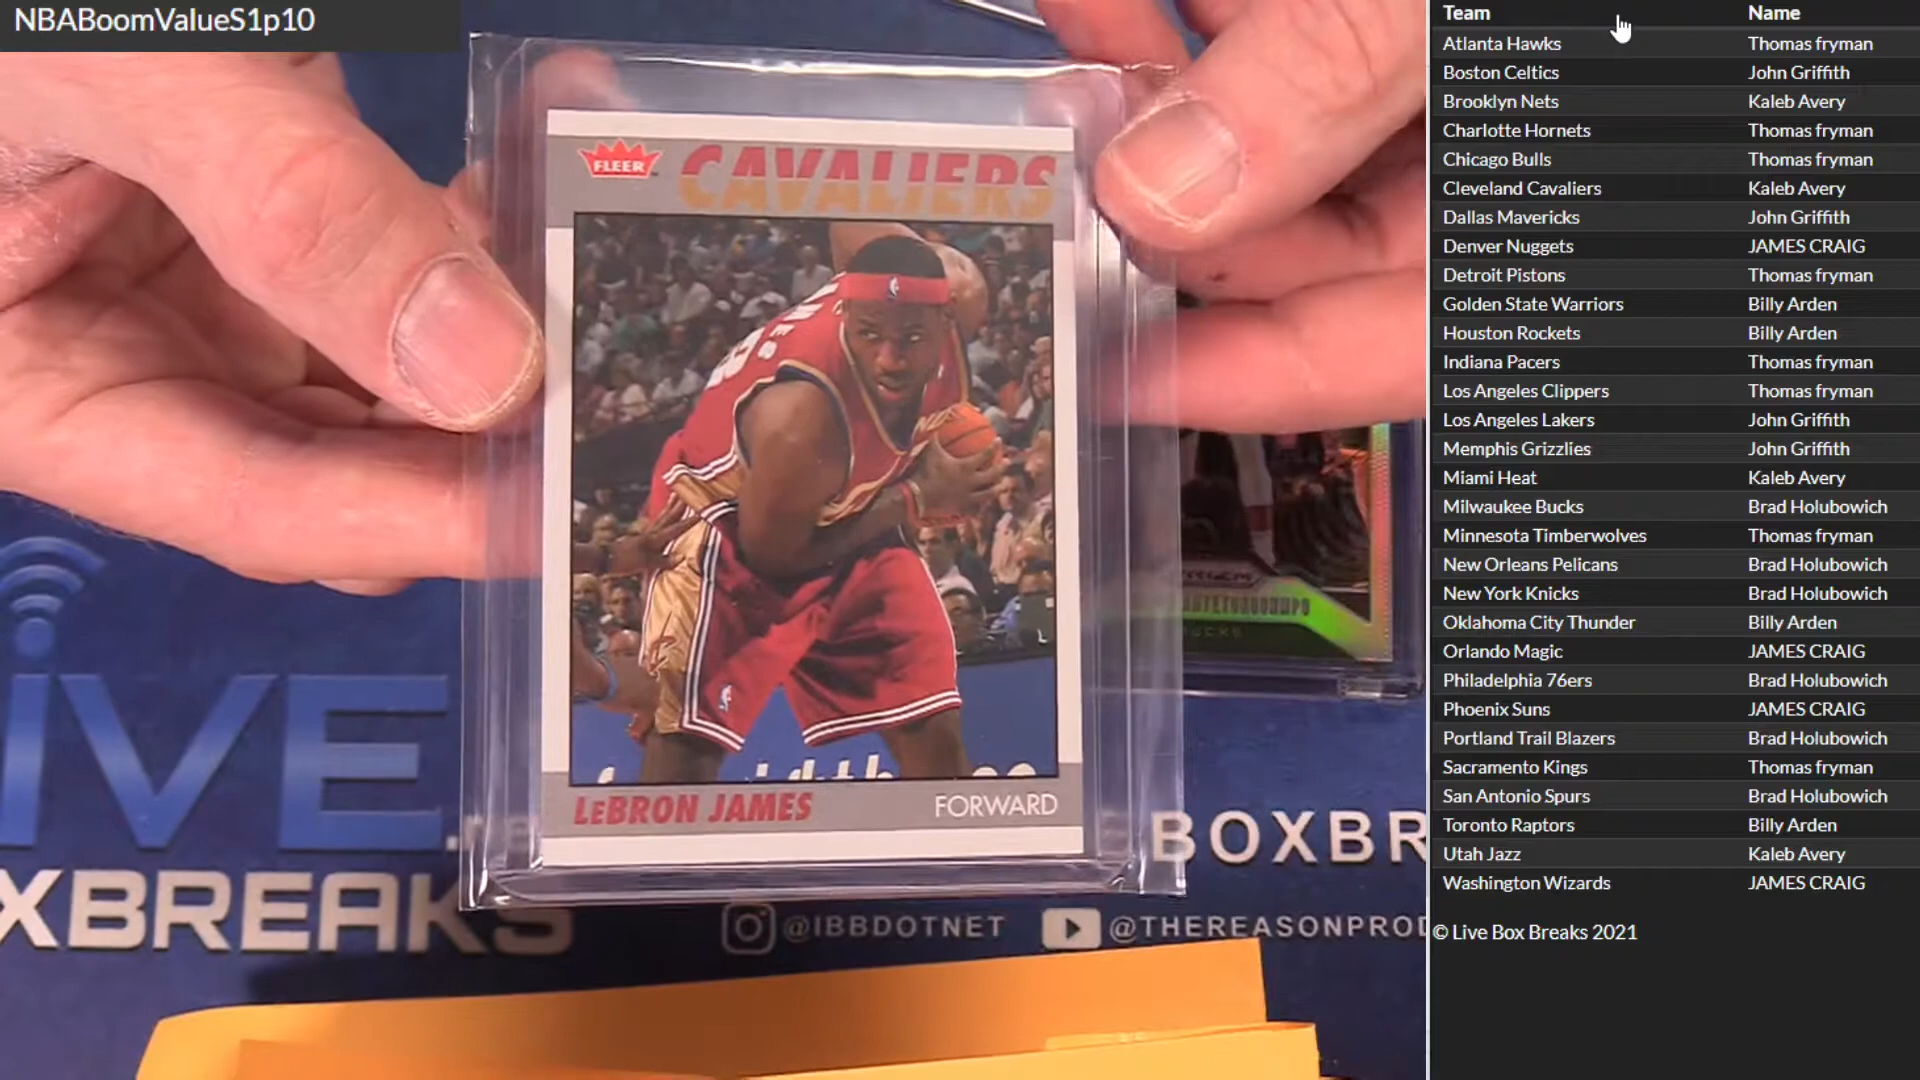 NBABoomValueS1p10
FLEER
CAVALIERS
LeBRON JAMES
FORWARD
BUCKS
iVE
BOXBR
XBREAKS
@IBBDOTNET
@THEREASONPROD
Team Name
Atlanta Hawks Thomas fryman
Boston Celtics John Griffith
Brooklyn Nets Kaleb Avery
Charlotte Hornets Thomas fryman
Chicago Bulls Thomas fryman
Cleveland Cavaliers Kaleb Avery
Dallas Mavericks John Griffith
Denver Nuggets JAMES CRAIG
Detroit Pistons Thomas fryman
Golden State Warriors Billy Arden
Houston Rockets Billy Arden
Indiana Pacers Thomas fryman
Los Angeles Clippers Thomas fryman
Los Angeles Lakers John Griffith
Memphis Grizzlies John Griffith
Miami Heat Kaleb Avery
Milwaukee Bucks Brad Holubowich
Minnesota Timberwolves Thomas fryman
New Orleans Pelicans Brad Holubowich
New York Knicks Brad Holubowich
Oklahoma City Thunder Billy Arden
Orlando Magic JAMES CRAIG
Philadelphia 76ers Brad Holubowich
Phoenix Suns JAMES CRAIG
Portland Trail Blazers Brad Holubowich
Sacramento Kings Thomas fryman
San Antonio Spurs Brad Holubowich
Toronto Raptors Billy Arden
Utah Jazz Kaleb Avery
Washington Wizards JAMES CRAIG
© Live Box Breaks 2021